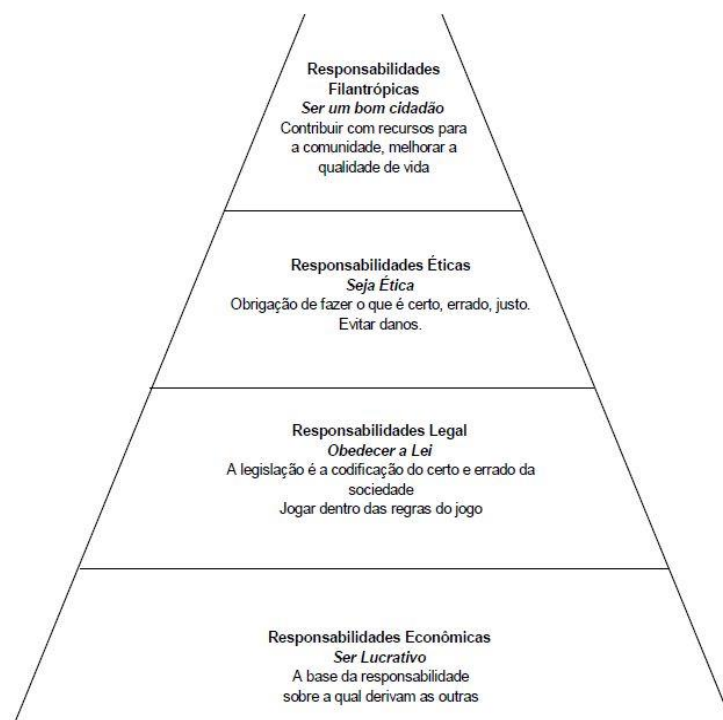 Responsabilidades
Filantrópicas
Ser um bom cidadão
Contribuir com recursos para
a comunidade, melhorar a
qualidade de vida
Responsabilidades Éticas
Seja Ética
Obrigação de fazer o que é certo, errado, justo.
Evitar danos.
Responsabilidades Legal
Obedecer a Lei
A legislação é a codificação do certo e errado da
sociedade
Jogar dentro das regras do jogo
Responsabilidades Econômicas
Ser Lucrativo
A base da responsabilidade
sobre a qual derivam as outras